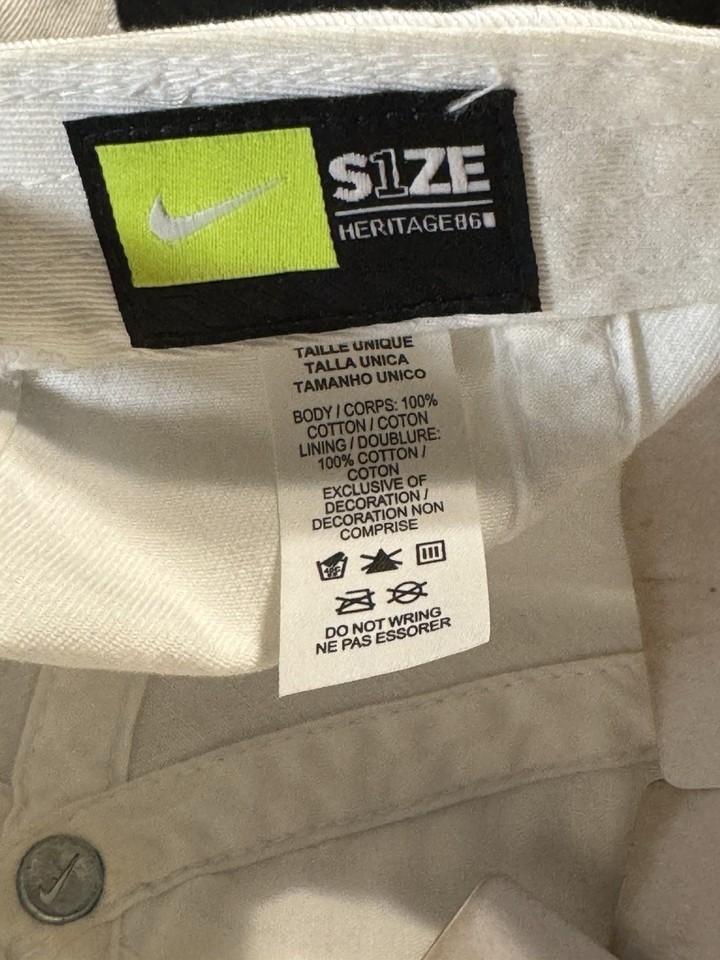 S1ZE
HERITAGE86
TAILLE UNIQUE
TALLA UNICA
TAMANHO UNICO
BODY / CORPS: 100%
COTTON / COTON
LINING / DOUBLURE:
100% COTTON /
COTON
EXCLUSIVE OF
DECORATION /
DECORATION NON
COMPRISE
DO NOT WRING
NE PAS ESSORER